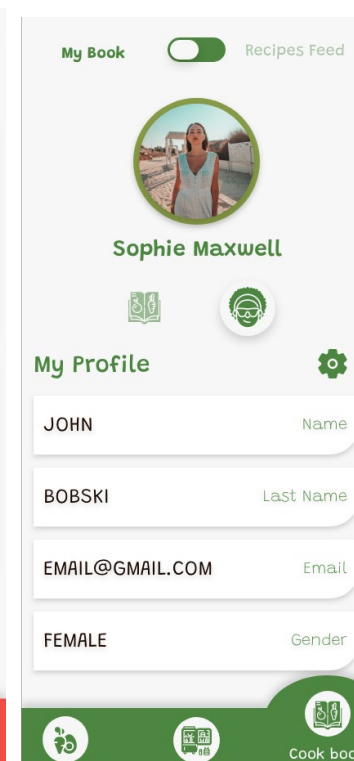 My Book Recipes Feed
Sophie Maxwell
My Profile
JOHN Name
BOBSKI Last Name
EMAIL@GMAIL.COM Email
FEMALE Gender
Cook boo